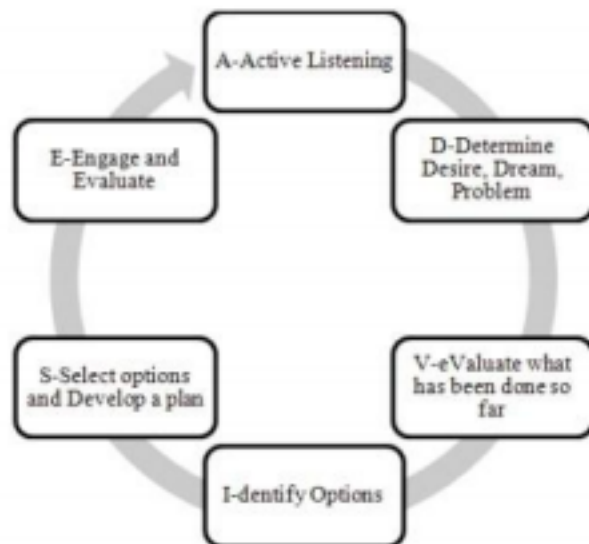 A-Active Listening
D-Determine
Desire, Dream,
Problem
V-eValuate what
has been done so
far
I-dentify Options
S-Select options
and Develop a plan
E-Engage and
Evaluate